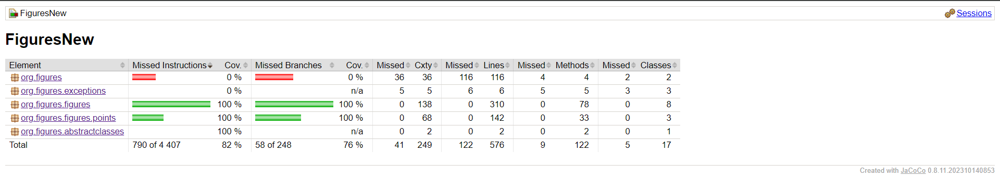 FiguresNew Sessions
FiguresNew
Element Missed Instructions Cov. Missed Branches Cov. Missed Cxty Missed Lines Missed Methods Missed Classes
org.figures 0 % 0 % 36 36 116 116 4 4 2 2
org.figures.exceptions 0 % n/a 5 5 6 6 5 5 3 3
org.figures.figures 100 % 100 % 0 138 0 310 0 78 0 8
org.figures.figures.points 100 % 100 % 0 68 0 142 0 33 0 3
org.figures.abstractclasses 100 % n/a 0 2 0 2 0 2 0 1
Total 790 of 4 407 82 % 58 of 248 76 % 41 249 122 576 9 122 5 17
Created with JaCoCo 0.8.11.202310140853